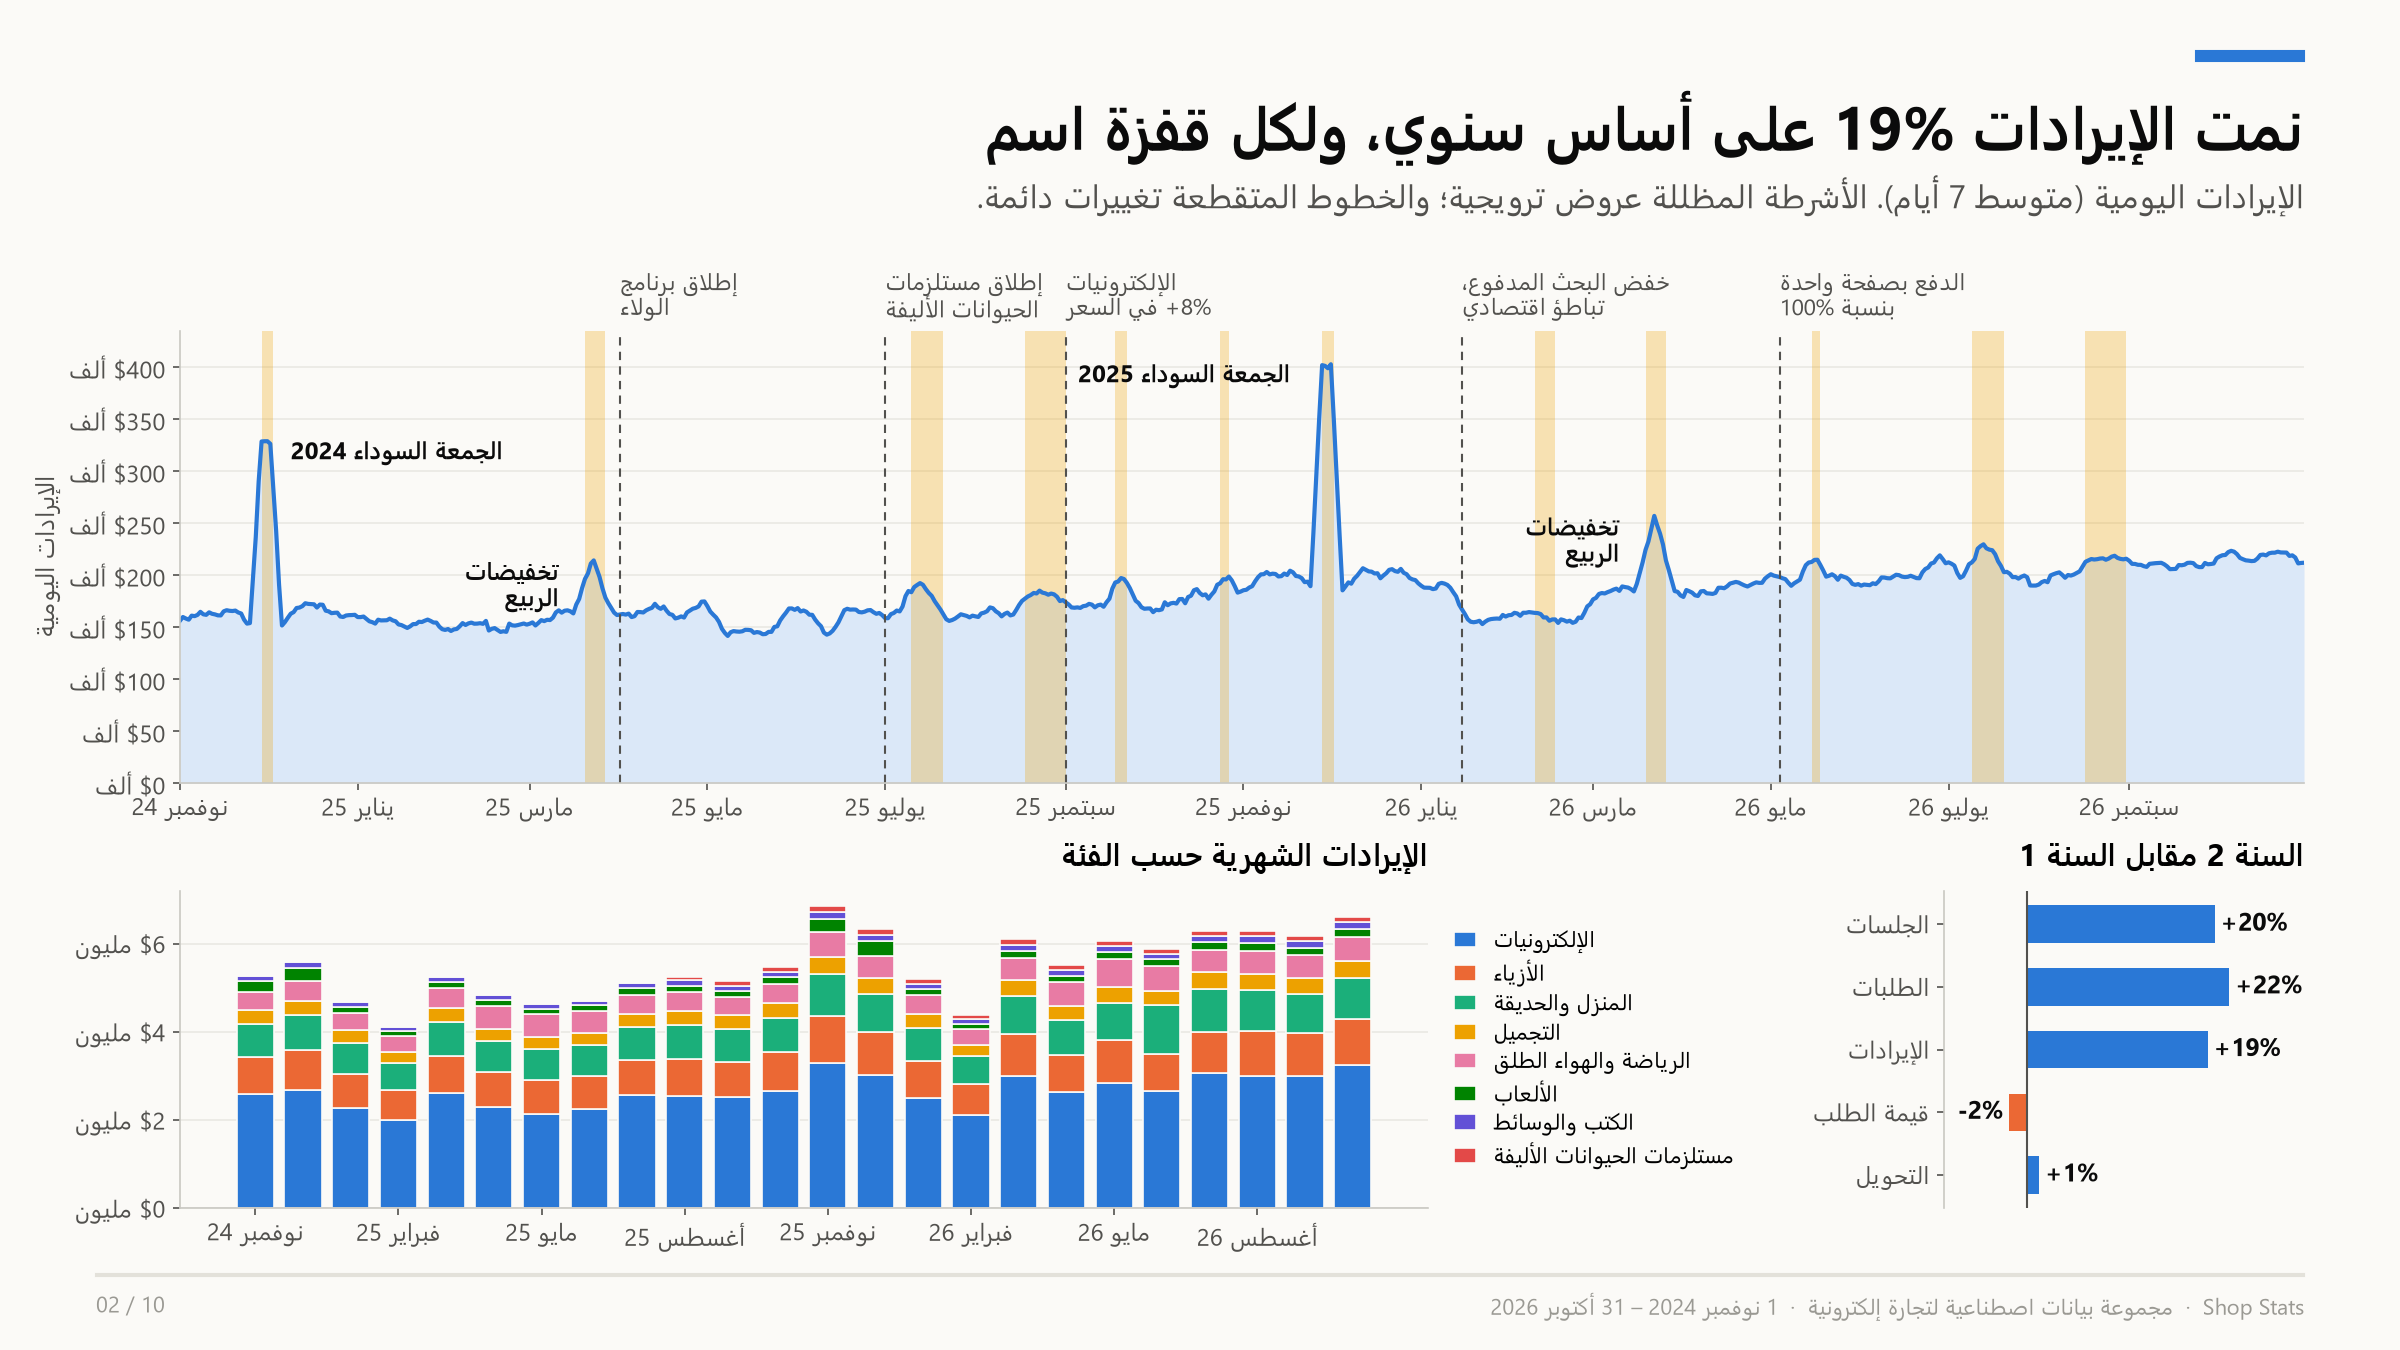 نمت الإيرادات 19% على أساس سنوي، ولكل قفزة اسم
الإيرادات اليومية (متوسط 7 أيام). الأشرطة المظللة عروض ترويجية؛ والخطوط المتقطعة تغييرات دائمة.
إطلاق برنامج
الولاء
إطلاق مستلزمات
الحيوانات الأليفة
الإلكترونيات
+8% في السعر
خفض البحث المدفوع،
تباطؤ اقتصادي
الدفع بصفحة واحدة
بنسبة 100%
الإيرادات اليومية
$400 ألف
$350 ألف
$300 ألف
$250 ألف
$200 ألف
$150 ألف
$100 ألف
$50 ألف
$0 ألف
الجمعة السوداء 2024
تخفيضات
الربيع
الجمعة السوداء 2025
تخفيضات
الربيع
نوفمبر 24
يناير 25
مارس 25
مايو 25
يوليو 25
سبتمبر 25
نوفمبر 25
يناير 26
مارس 26
مايو 26
يوليو 26
سبتمبر 26
الإيرادات الشهرية حسب الفئة
$6 مليون
$4 مليون
$2 مليون
$0 مليون
نوفمبر 24
فبراير 25
مايو 25
أغسطس 25
نوفمبر 25
فبراير 26
مايو 26
أغسطس 26
الإلكترونيات
الأزياء
المنزل والحديقة
التجميل
الرياضة والهواء الطلق
الألعاب
الكتب والوسائط
مستلزمات الحيوانات الأليفة
السنة 2 مقابل السنة 1
الجلسات +20%
الطلبات +22%
الإيرادات +19%
قيمة الطلب -2%
التحويل +1%
Shop Stats · مجموعة بيانات اصطناعية لتجارة إلكترونية · 1 نوفمبر 2024 – 31 أكتوبر 2026
02 / 10